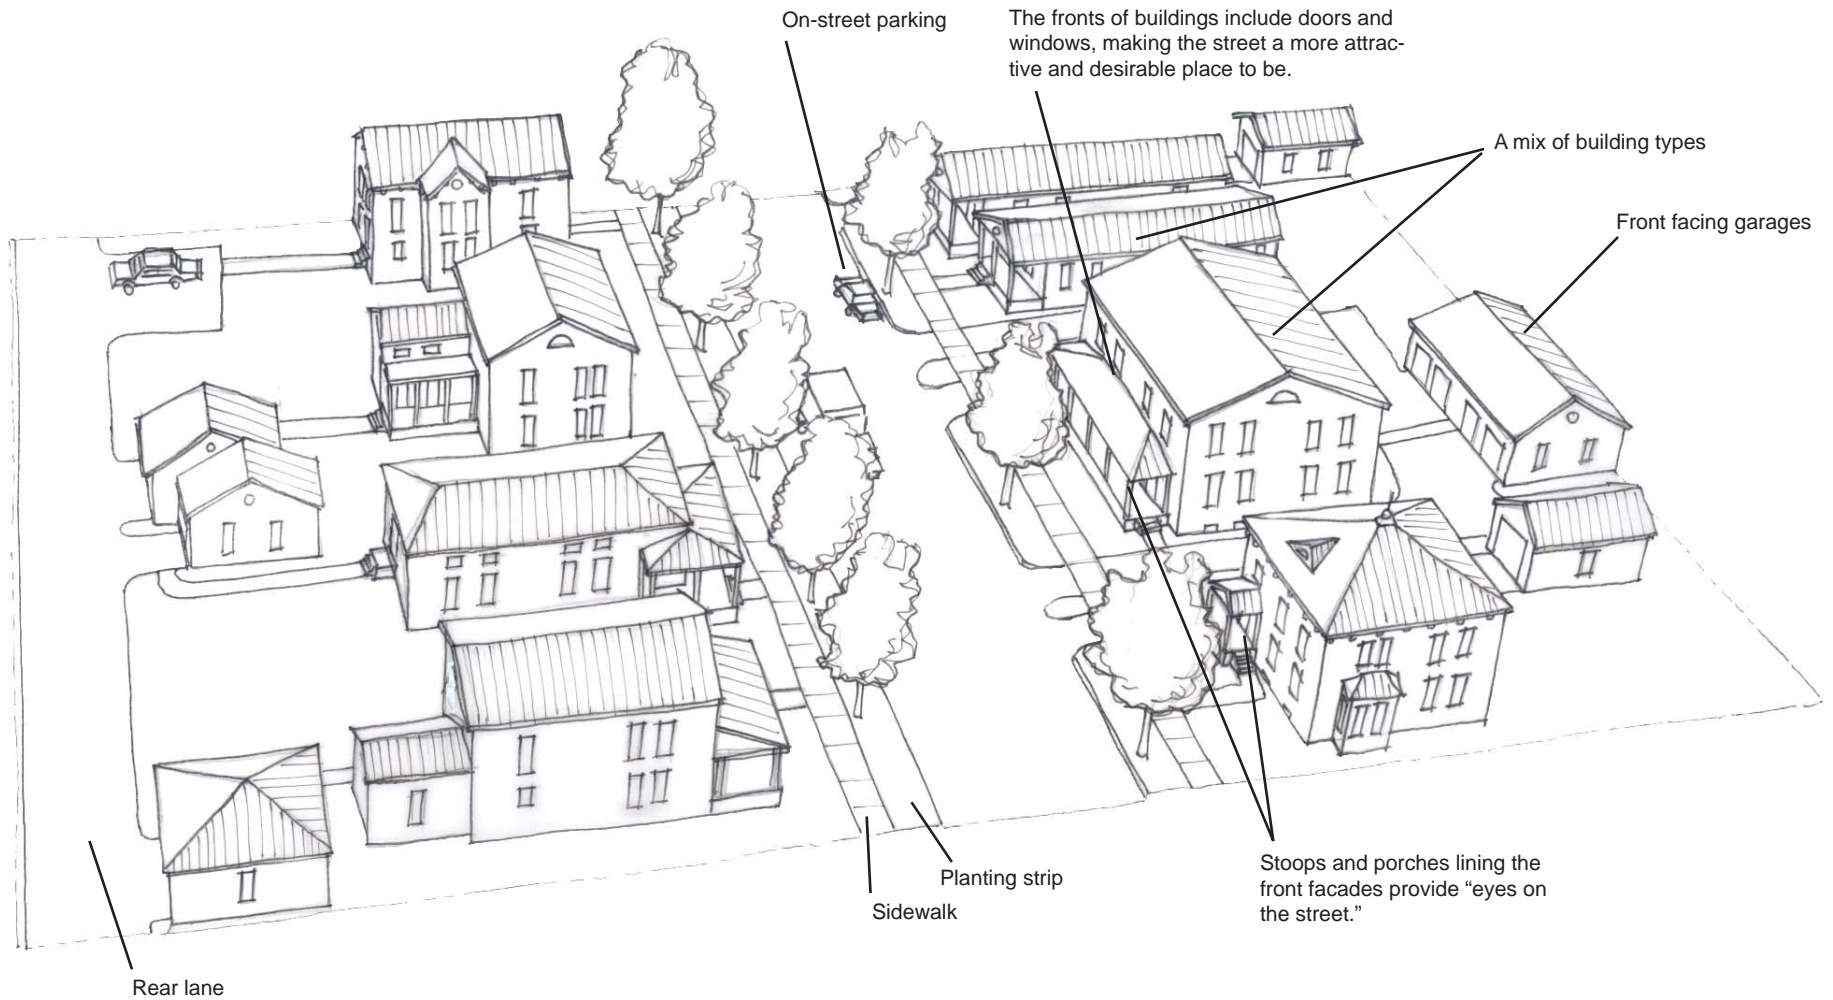 On-street parking
The fronts of buildings include doors and
windows, making the street a more attrac-
tive and desirable place to be.
A mix of building types
Front facing garages
Planting strip
Sidewalk
Stoops and porches lining the
front facades provide “eyes on
the street.”
Rear lane